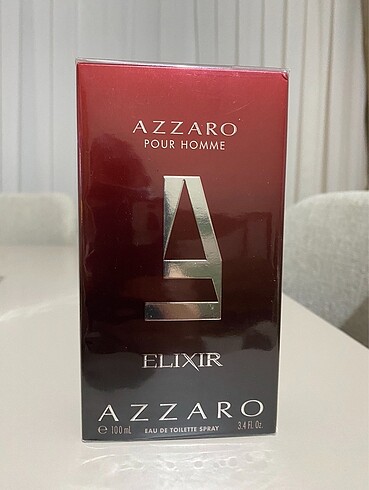 AZZARO
POUR HOMME
ELIXIR
AZZARO
℮ 100 mL EAU DE TOILETTE SPRAY 3.4 Fl. Oz.